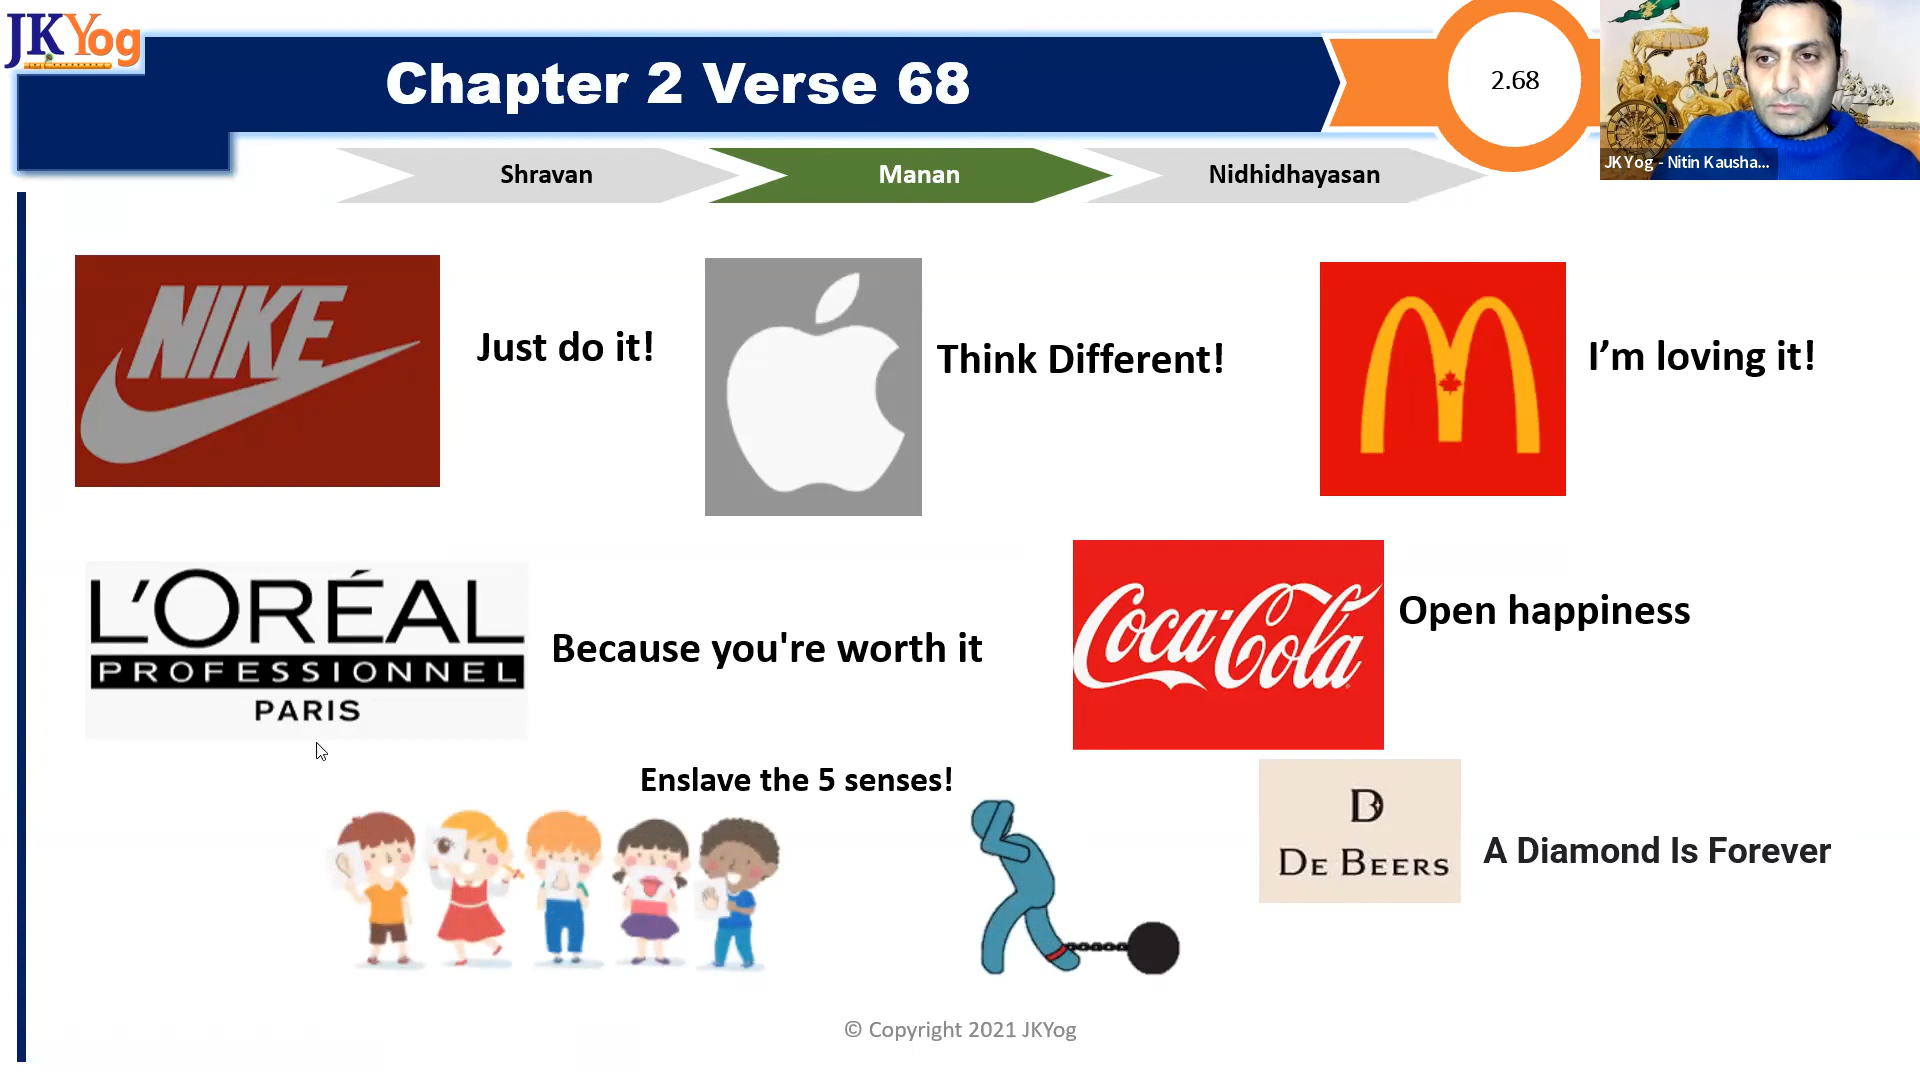 JKYog
Chapter 2 Verse 68
2.68
JK Yog - Nitin Kausha...
Shravan
Manan
Nidhidhayasan
NIKE
Just do it!
Think Different!
M
I’m loving it!
L'ORÉAL
PROFESSIONNEL
PARIS
Because you're worth it
Coca-Cola
Open happiness
Enslave the 5 senses!
DB
DE BEERS
A Diamond Is Forever
© Copyright 2021 JKYog